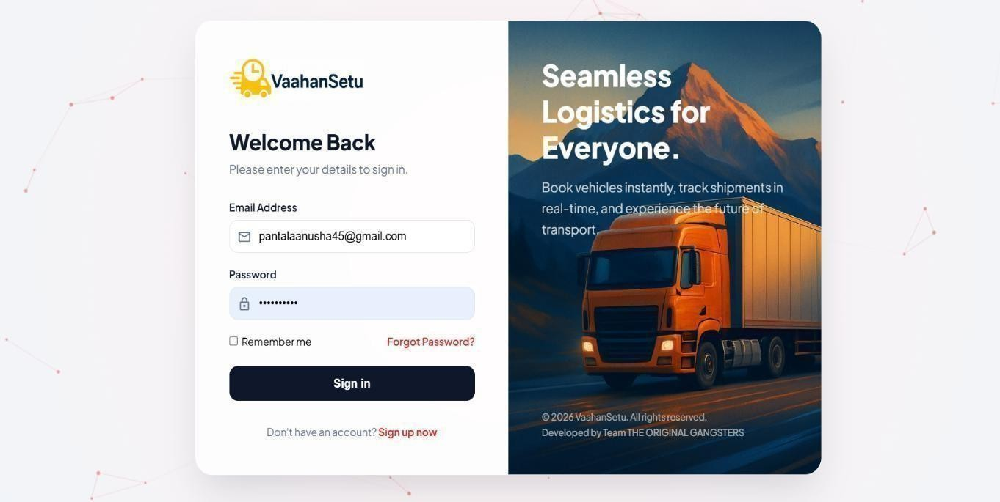 VaahanSetu
Welcome Back
Please enter your details to sign in.
Email Address
pantalaanusha45@gmail.com
Password
••••••••••
Remember me
Forgot Password?
Sign in
Don't have an account? Sign up now
Seamless
Logistics for
Everyone.
Book vehicles instantly, track shipments in
real-time, and experience the future of
transport.
© 2026 VaahanSetu. All rights reserved.
Developed by Team THE ORIGINAL GANGSTERS